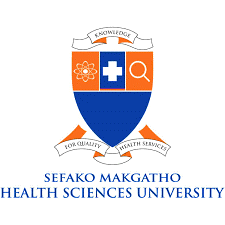 KNOWLEDGE
FOR QUALITY HEALTH SERVICES
SEFAKO MAKGATHO
HEALTH SCIENCES UNIVERSITY